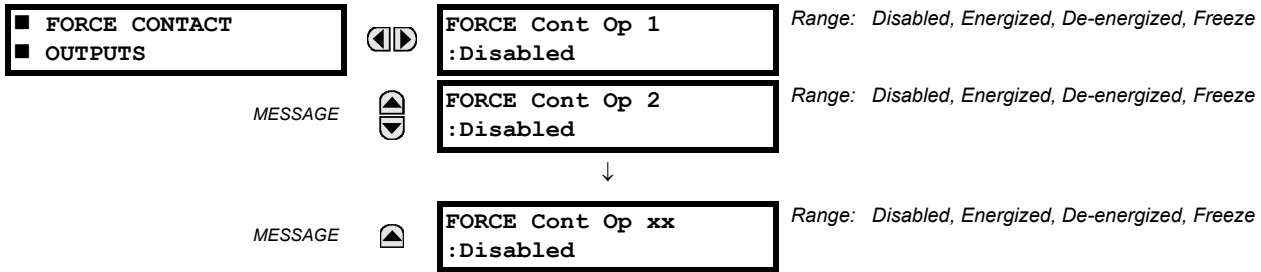 ■ FORCE CONTACT
■ OUTPUTS
FORCE Cont Op 1
:Disabled
Range: Disabled, Energized, De-energized, Freeze
MESSAGE
FORCE Cont Op 2
:Disabled
Range: Disabled, Energized, De-energized, Freeze
↓
MESSAGE
FORCE Cont Op xx
:Disabled
Range: Disabled, Energized, De-energized, Freeze